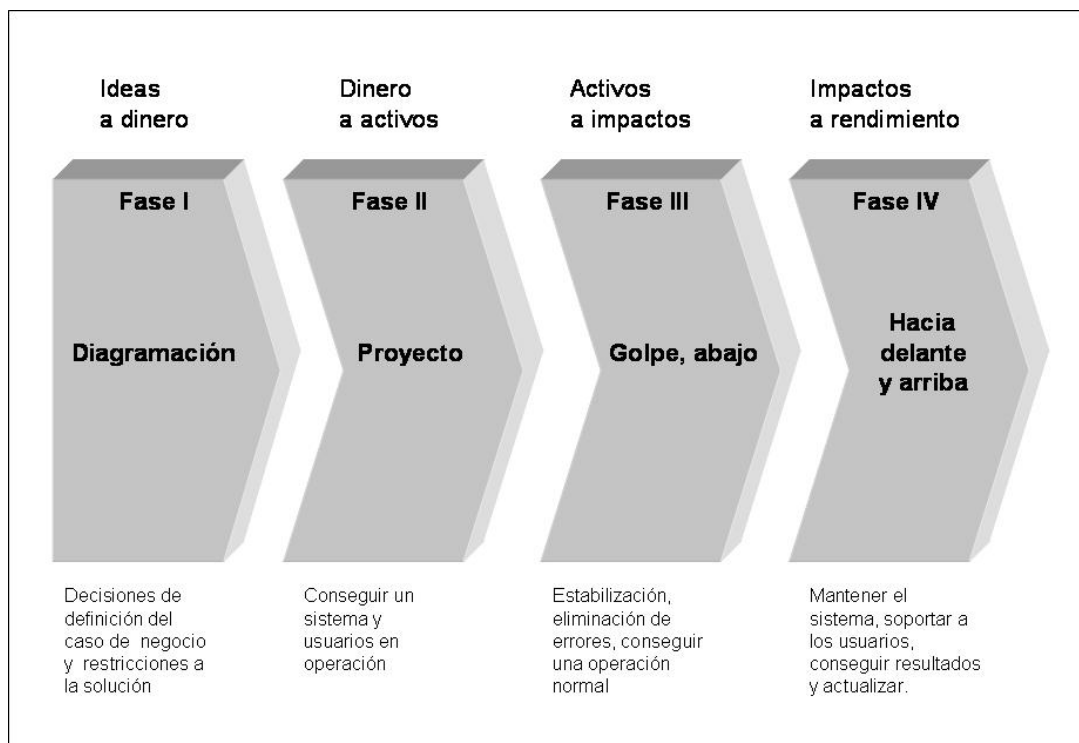 Ideas
a dinero
Dinero
a activos
Activos
a impactos
Impactos
a rendimiento
Fase I
Fase II
Fase III
Fase IV
Diagramación
Proyecto
Golpe, abajo
Hacia
delante
y arriba
Decisiones de
definición del
caso de negocio
y restricciones a
la solución
Conseguir un
sistema y
usuarios en
operación
Estabilización,
eliminación de
errores, conseguir
una operación
normal
Mantener el
sistema, soportar a
los usuarios,
conseguir resultados
y actualizar.